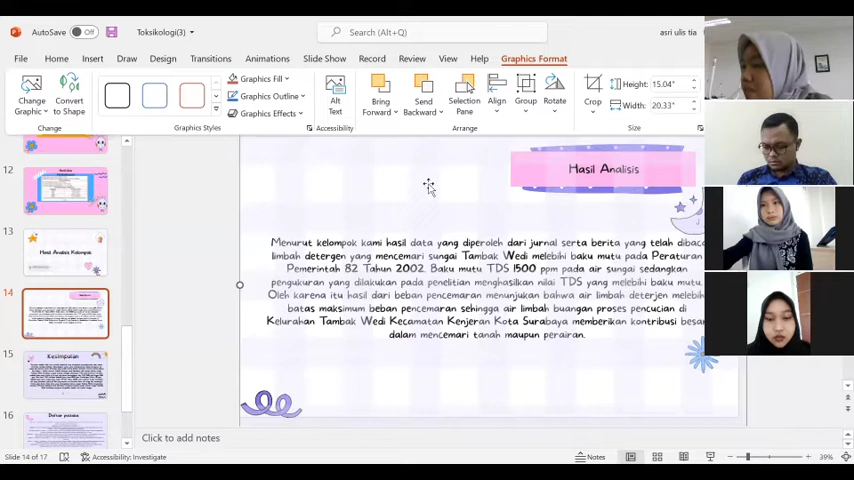 AutoSave
Off
Toksikologi(3)
Search (Alt+Q)
asri ulis tia
File
Home
Insert
Draw
Design
Transitions
Animations
Slide Show
Record
Review
View
Help
Graphics Format
Change
Graphic
Convert
to Shape
Change
Graphics Fill
Graphics Outline
Graphics Effects
Graphics Styles
Alt
Text
Accessibility
Bring
Forward
Send
Backward
Selection
Pane
Align
Group
Rotate
Arrange
Crop
Height: 15.04"
Width: 20.33"
Size
12
13
Hasil Analisis Kelompok
14
15
Kesimpulan
16
Hasil Analisis
Menurut kelompok kami hasil data yang diperoleh dari jurnal serta berita yang telah dibaca
limbah detergen yang mencemari sungai Tambak Wedi melebihi baku mutu pada Peraturan
Pemerintah 82 Tahun 2002. Baku mutu TDS 1500 ppm pada air sungai sedangkan
pengukuran yang dilakukan pada penelitian menghasilkan nilai TDS yang melebihi baku mutu.
Oleh karena itu hasil dari beban pencemaran menunjukan bahwa air limbah deterjen melebihi
batas maksimum beban pencemaran sehingga air limbah buangan proses pencucian di
Kelurahan Tambak Wedi Kecamatan Kenjeran Kota Surabaya memberikan kontribusi besar
dalam mencemari tanah maupun perairan.
Click to add notes
Slide 14 of 17
Accessibility: Investigate
Notes
39%